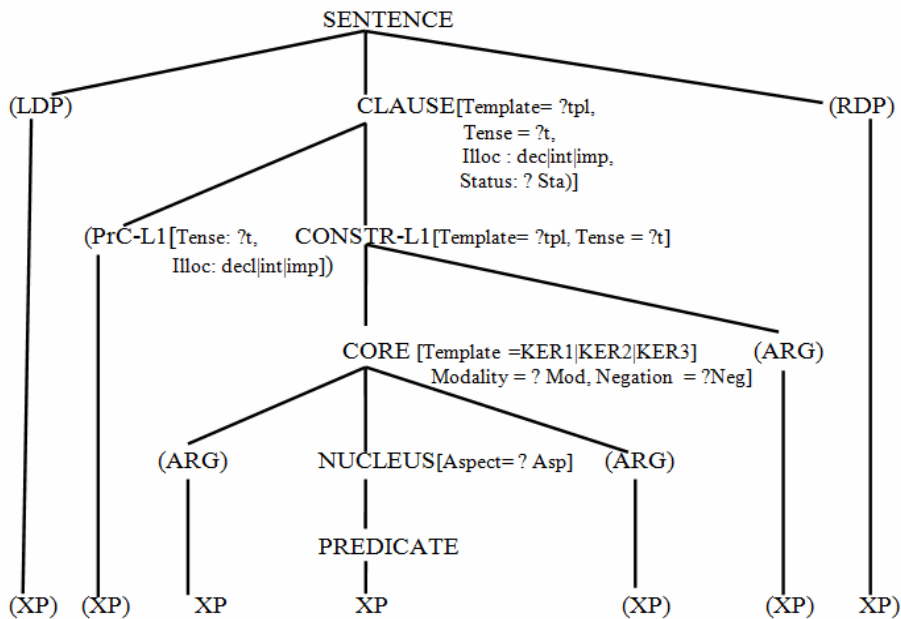 SENTENCE
(LDP) CLAUSE[Template= ?tpl, (RDP)
Tense = ?t,
Illoc : dec|int|imp,
Status: ? Sta)]
(PrC-L1[Tense: ?t, CONSTR-L1[Template= ?tpl, Tense = ?t]
Illoc: decl|int|imp])
CORE [Template =KER1|KER2|KER3] (ARG)
Modality = ? Mod, Negation = ?Neg]
(ARG) NUCLEUS[Aspect= ? Asp] (ARG)
PREDICATE
(XP) (XP) XP XP (XP) (XP) XP)